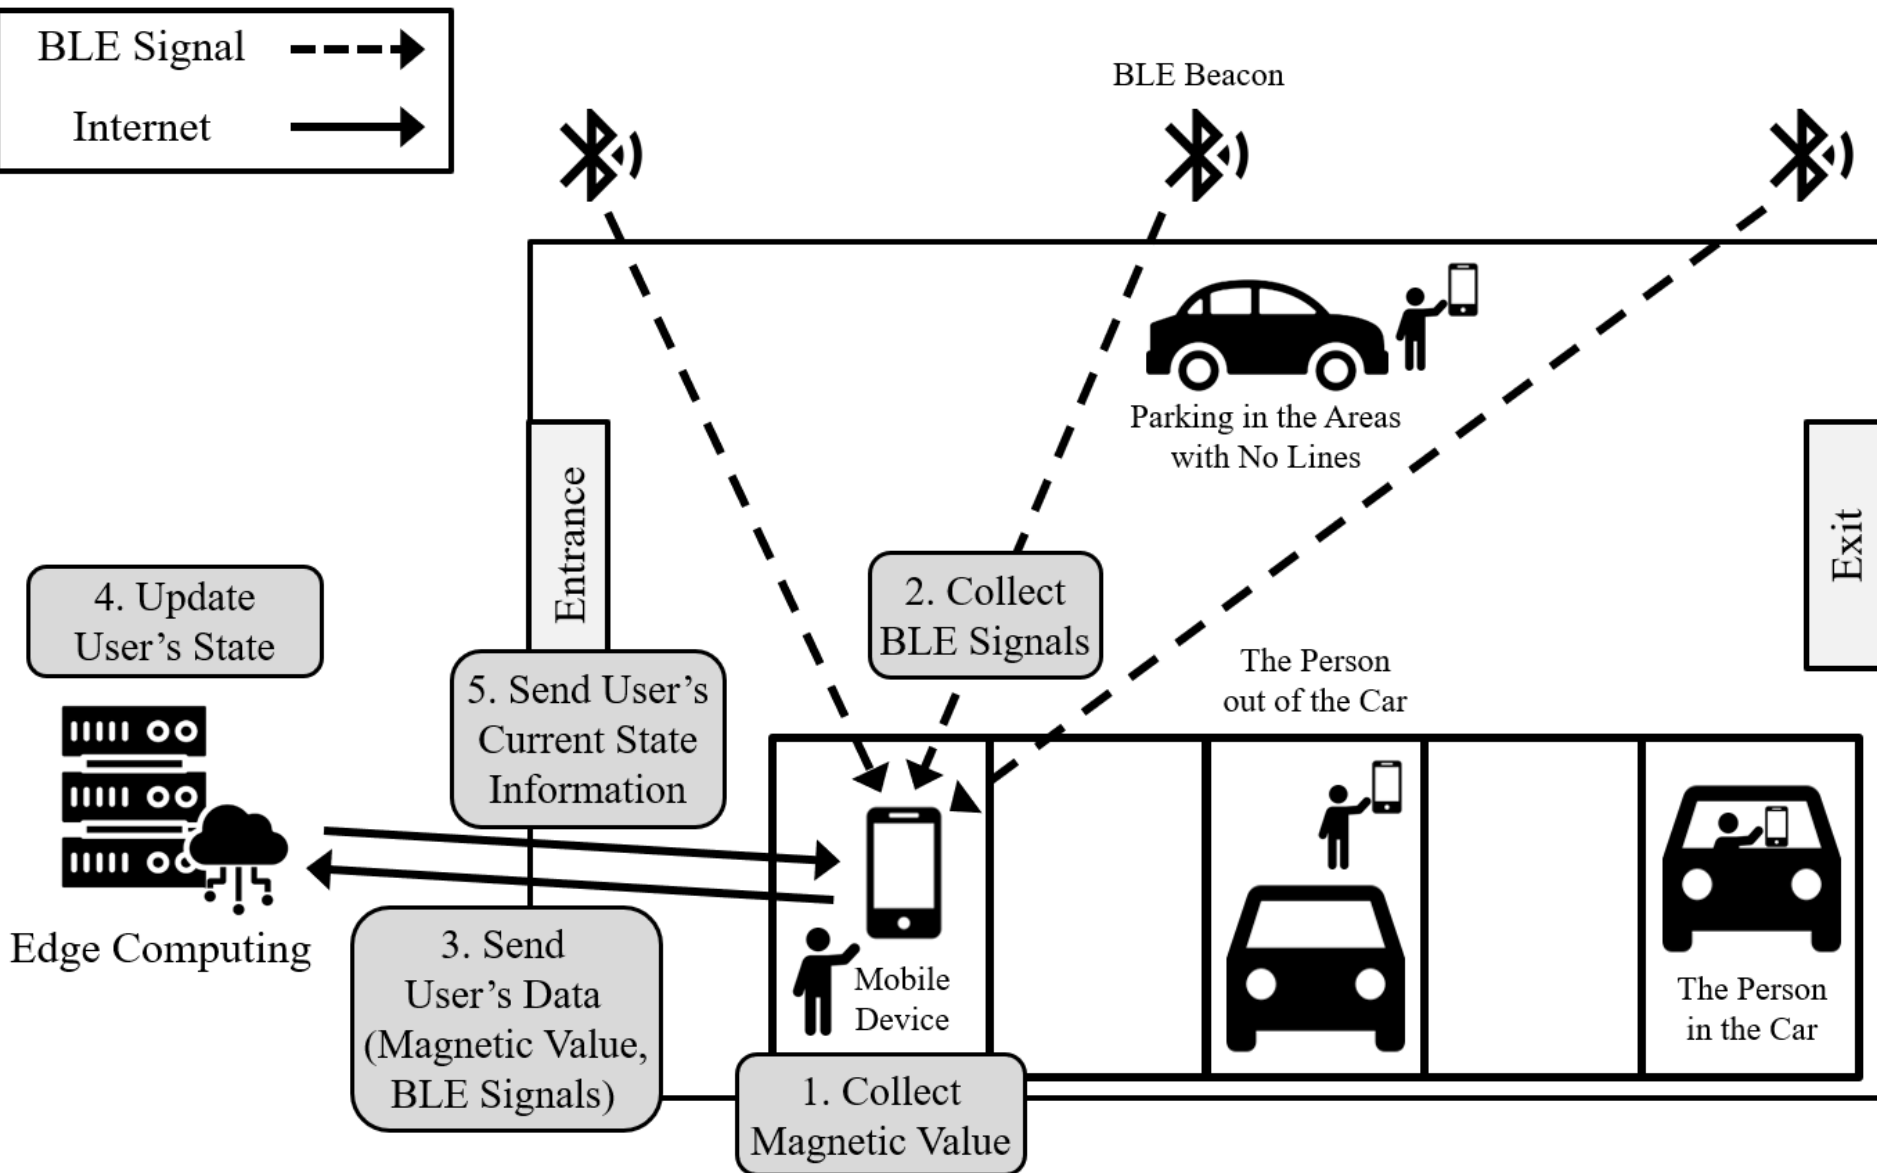 BLE Signal
Internet
BLE Beacon
Parking in the Areas
with No Lines
Entrance
Exit
2. Collect
BLE Signals
4. Update
User’s State
The Person
out of the Car
5. Send User’s
Current State
Information
Edge Computing
3. Send
User’s Data
(Magnetic Value,
BLE Signals)
Mobile
Device
The Person
in the Car
1. Collect
Magnetic Value